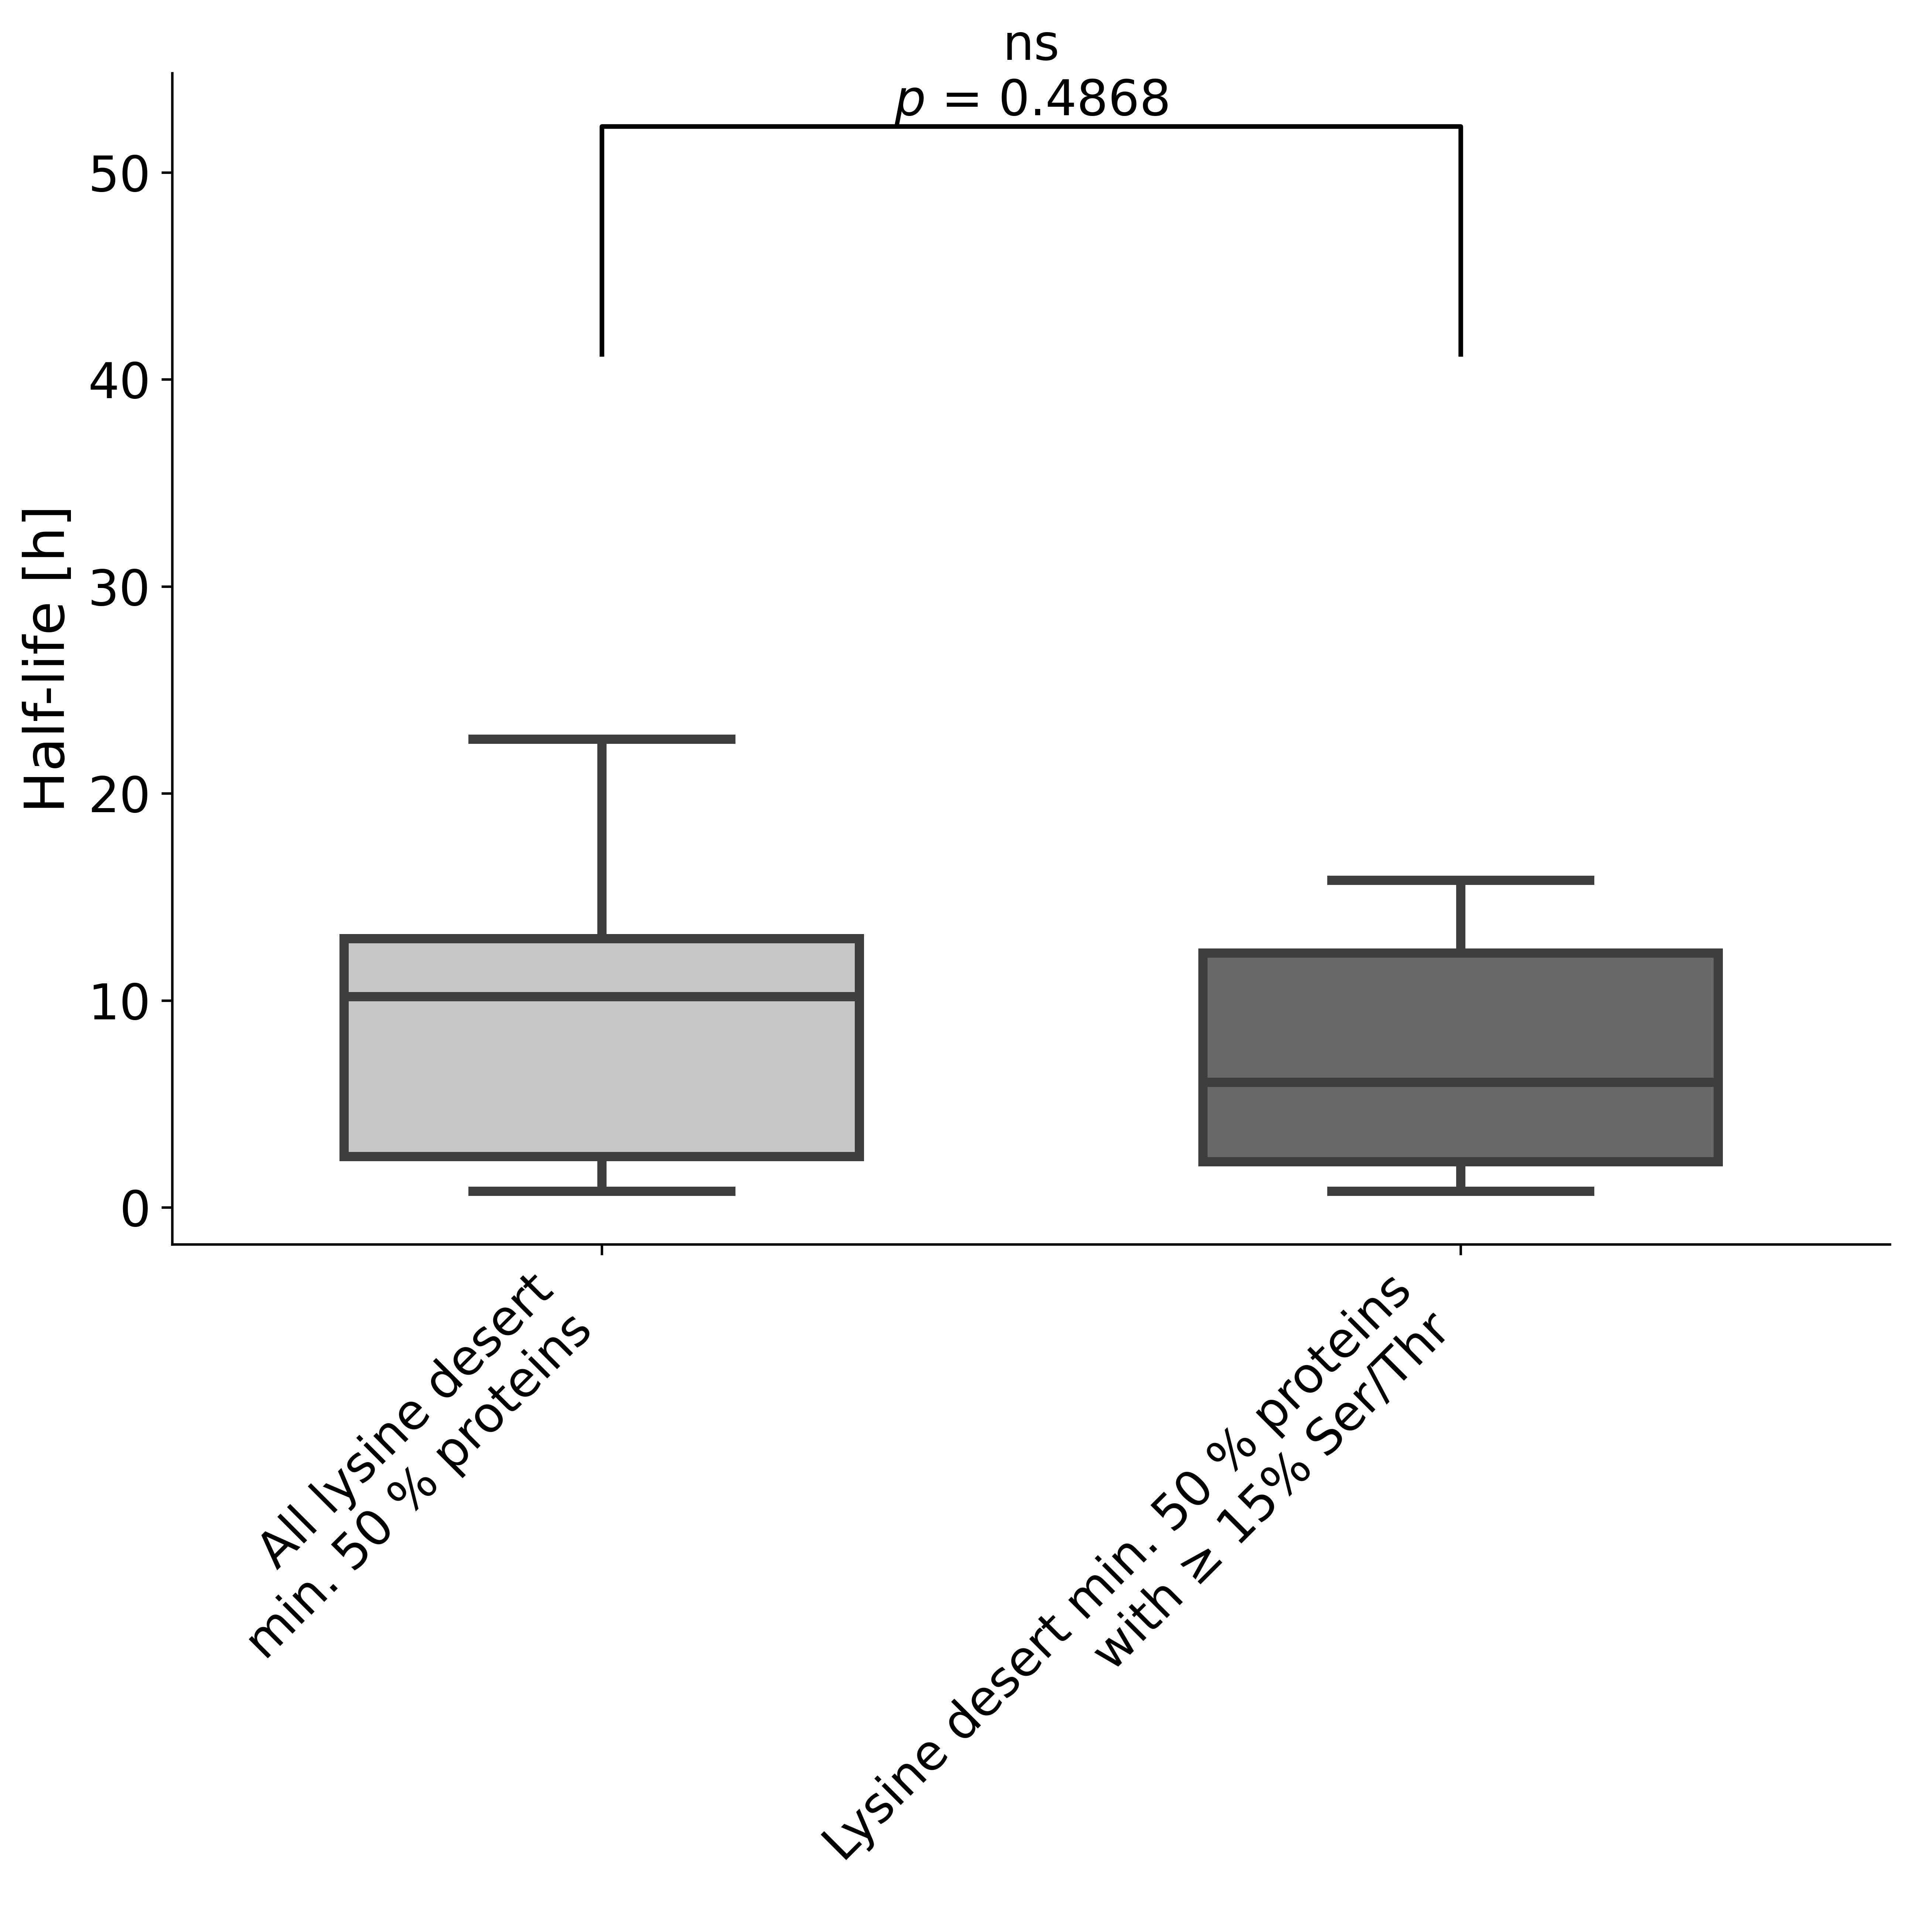 ns
p = 0.4868
Half-life [h]
50
40
30
20
10
0
All lysine desert
min. 50 % proteins
Lysine desert min. 50 % proteins
with ≥ 15% Ser/Thr